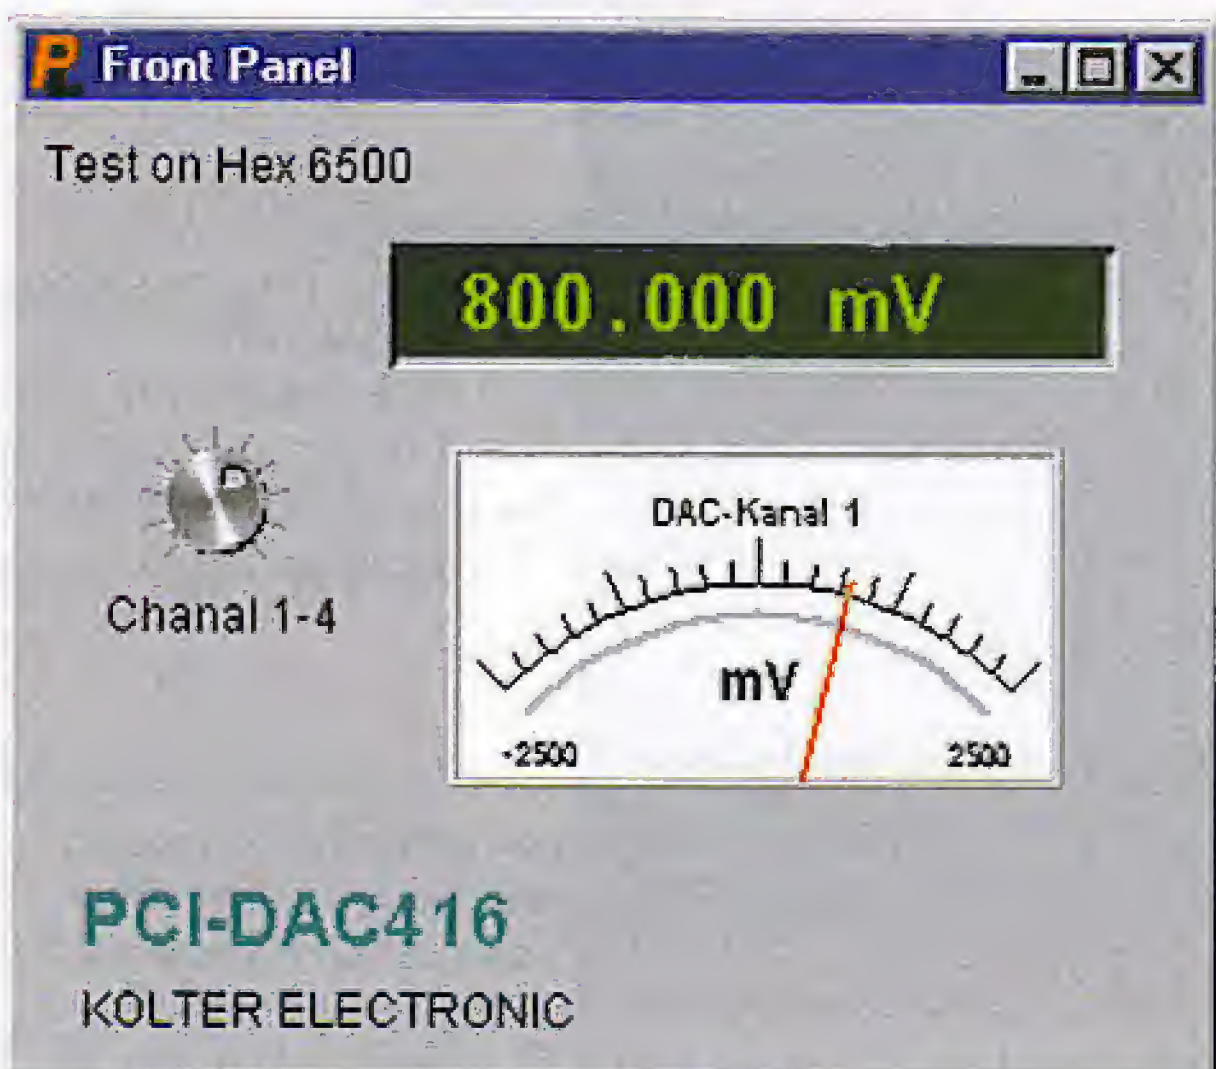 Front Panel
Test on Hex 6500
800.000 mV
DAC-Kanal 1
mV
-2500
2500
Chanal 1-4
PCI-DAC416
KOLTER ELECTRONIC